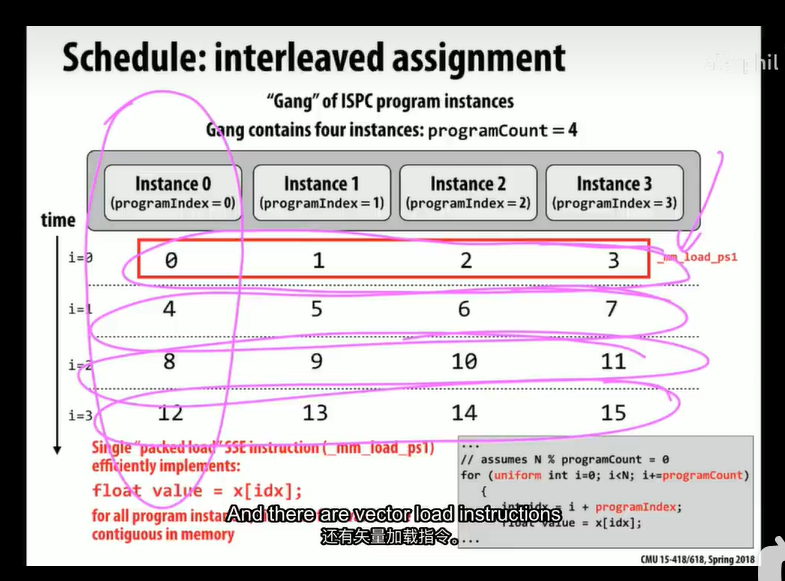 Schedule: interleaved assignment
hil
"Gang" of ISPC program instances
Gang contains four instances: programCount = 4
Instance 0 Instance 1 Instance 2 Instance 3
(programIndex = 0) (programIndex = 1) (programIndex = 2) (programIndex = 3)
time
i=0 0 1 2 3 _mm_load_ps1
i=1 4 5 6 7
i=2 8 9 10 11
i=3 12 13 14 15
Single "packed load" SSE instruction (_mm_load_ps1)
efficiently implements:
float value = x[idx];
for all program
contiguous in memory
...
// assumes N % programCount = 0
for (uniform int i=0; i<N; i+=programCount)
{
int idx = i + programIndex;
float value = x[idx];
...
And there are vector load instructions
还有矢量加载指令。
CMU 15-418/618, Spring 2018